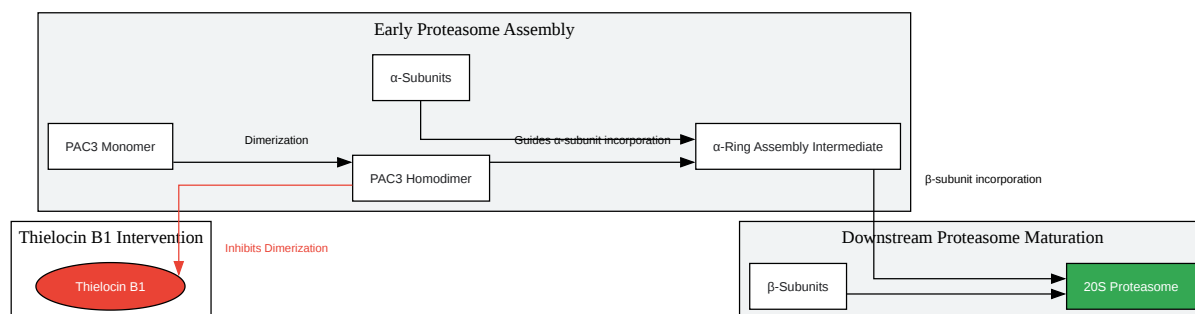 Early Proteasome Assembly
α-Subunits
PAC3 Monomer
Dimerization
Guides α-subunit incorporation
α-Ring Assembly Intermediate
PAC3 Homodimer
β-subunit incorporation
Thielocin B1 Intervention
Inhibits Dimerization
Downstream Proteasome Maturation
Thielocin B1
β-Subunits
20S Proteasome